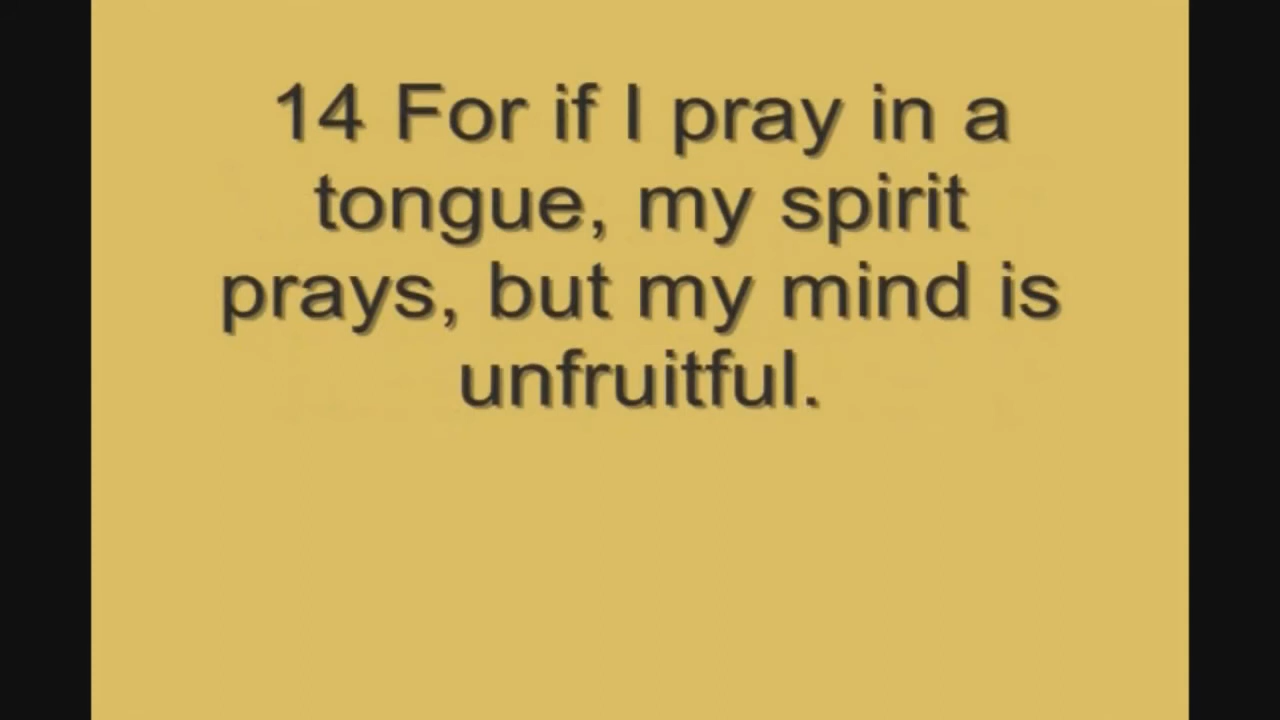 14 For if I pray in a
tongue, my spirit
prays, but my mind is
unfruitful.